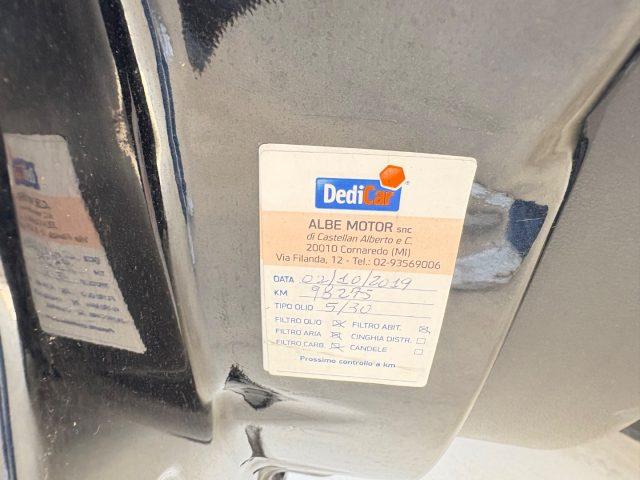 DediCar
ALBE MOTOR snc
di Castellan Alberto e C.
20010 Cornaredo (MI)
Via Filanda, 12 - Tel.: 02-93569006
DATA 02/10/2019
KM 98275
TIPO OLIO 5/30
FILTRO OLIO FILTRO ABIT.
FILTRO ARIA CINGHIA DISTR.
FILTRO CARB. CANDELE
Prossimo controllo a km